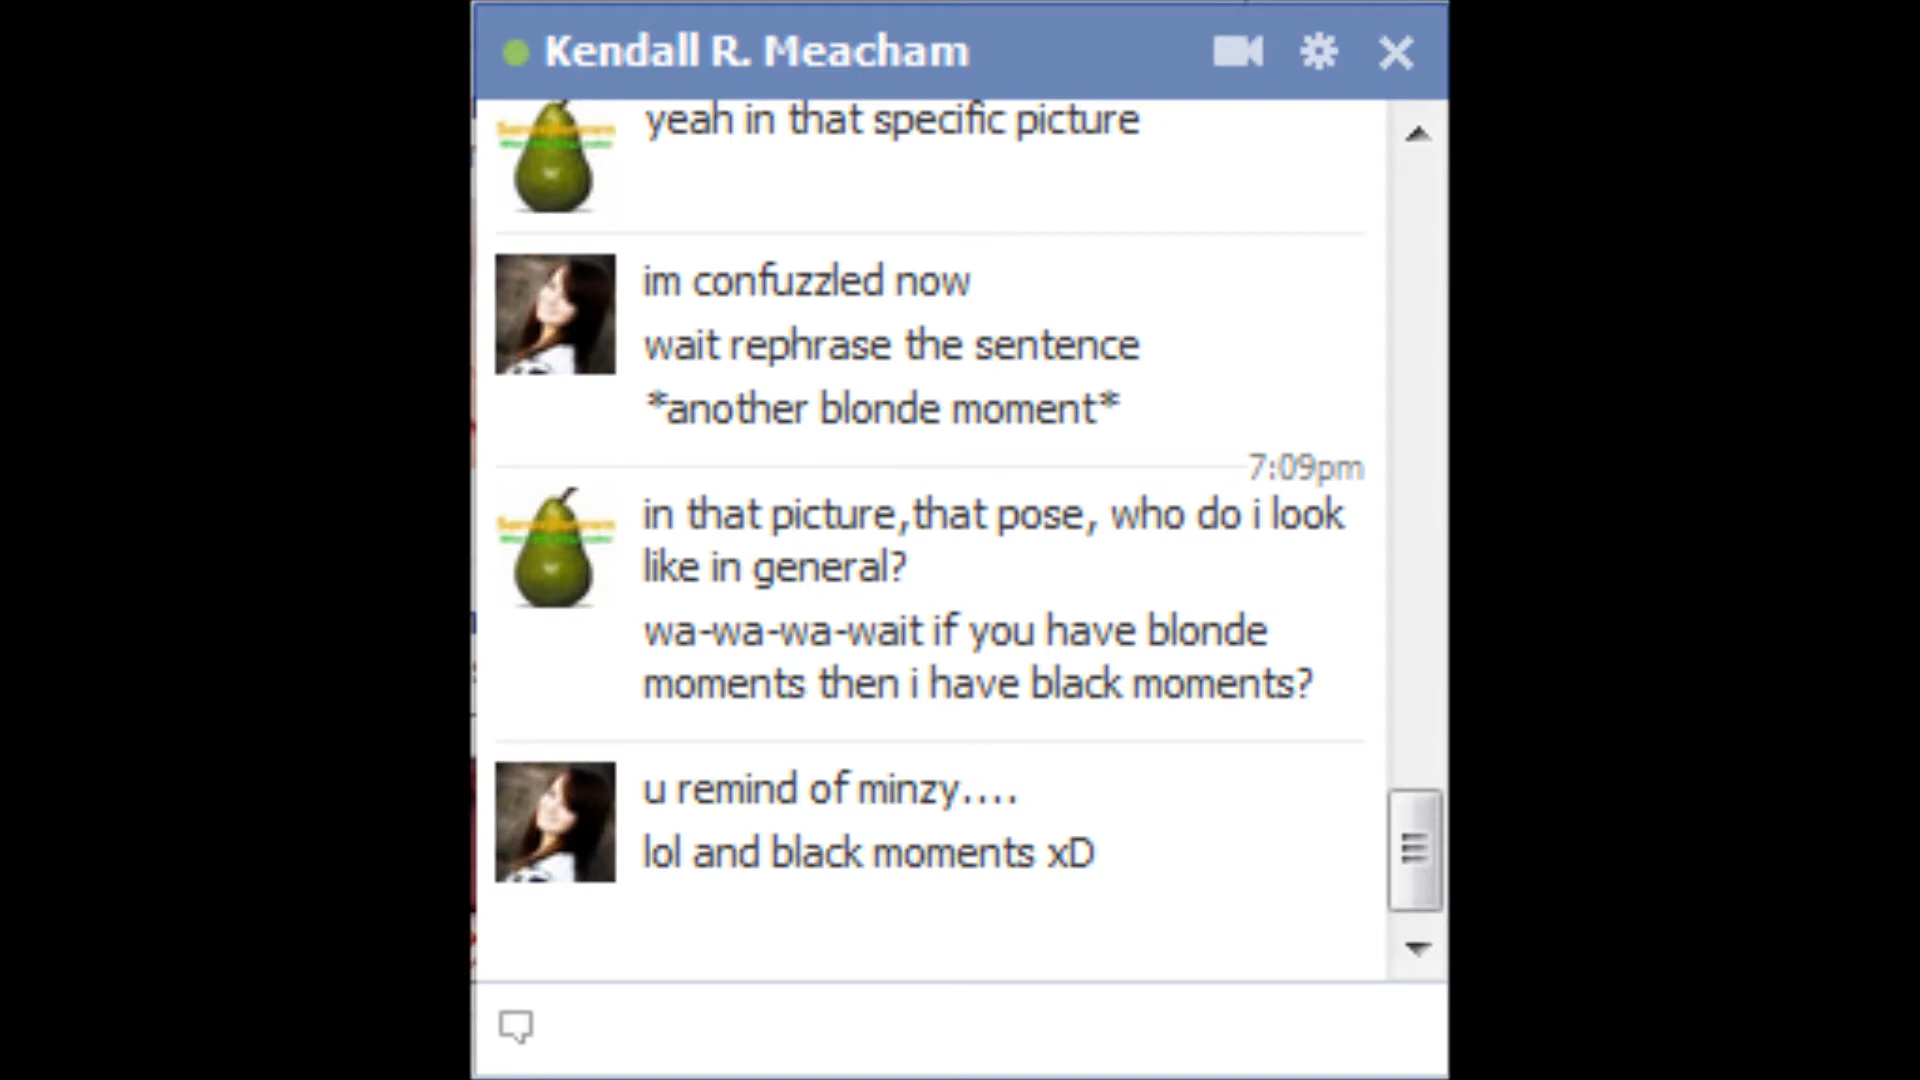 Kendall R. Meacham
yeah in that specific picture
im confuzzled now
wait rephrase the sentence
*another blonde moment*
7:09pm
in that picture,that pose, who do i look
like in general?
wa-wa-wa-wait if you have blonde
moments then i have black moments?
u remind of minzy....
lol and black moments xD